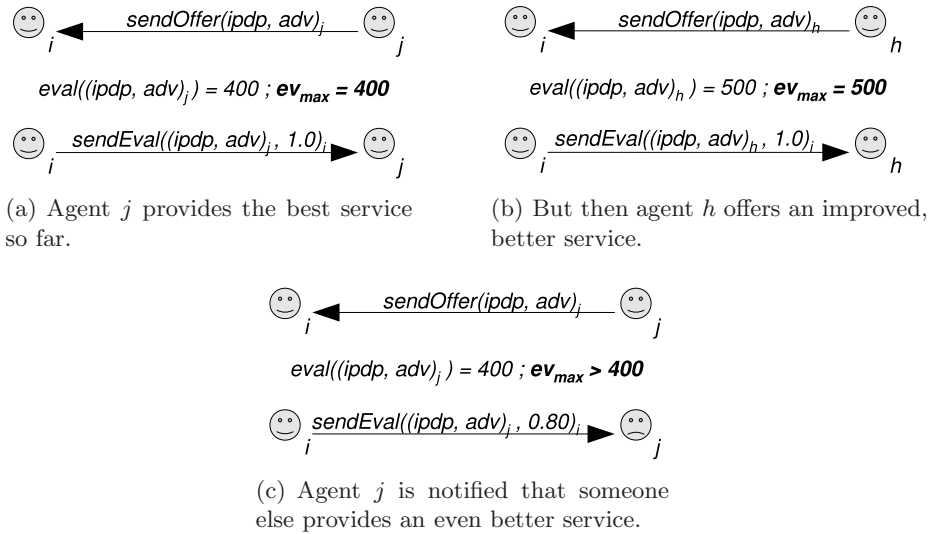 sendOffer(ipdp, adv)j
i j
eval((ipdp, adv)j ) = 400 ; evmax = 400
sendEval((ipdp, adv)j , 1.0)i
i j
(a) Agent j provides the best service
so far.
sendOffer(ipdp, adv)h
i h
eval((ipdp, adv)h ) = 500 ; evmax = 500
sendEval((ipdp, adv)h , 1.0)i
i h
(b) But then agent h offers an improved,
better service.
sendOffer(ipdp, adv)j
i j
eval((ipdp, adv)j ) = 400 ; evmax > 400
sendEval((ipdp, adv)j , 0.80)i
i j
(c) Agent j is notified that someone
else provides an even better service.